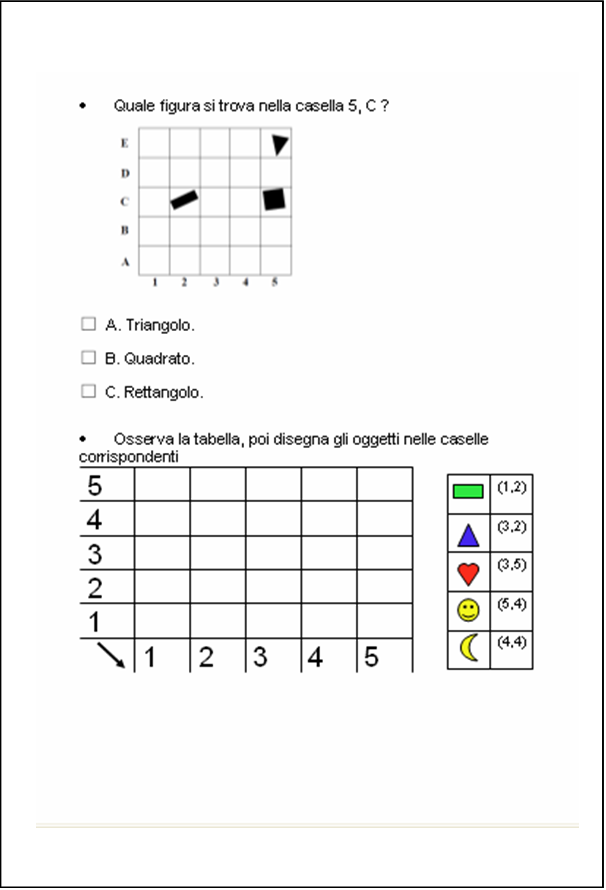 • Quale figura si trova nella casella 5, C ?
E
D
C
B
A
1 2 3 4 5
A. Triangolo.
B. Quadrato.
C. Rettangolo.
• Osserva la tabella, poi disegna gli oggetti nelle caselle
corrispondenti
5
4
3
2
1
1 2 3 4 5
(1,2)
(3,2)
(3,5)
(5,4)
(4,4)